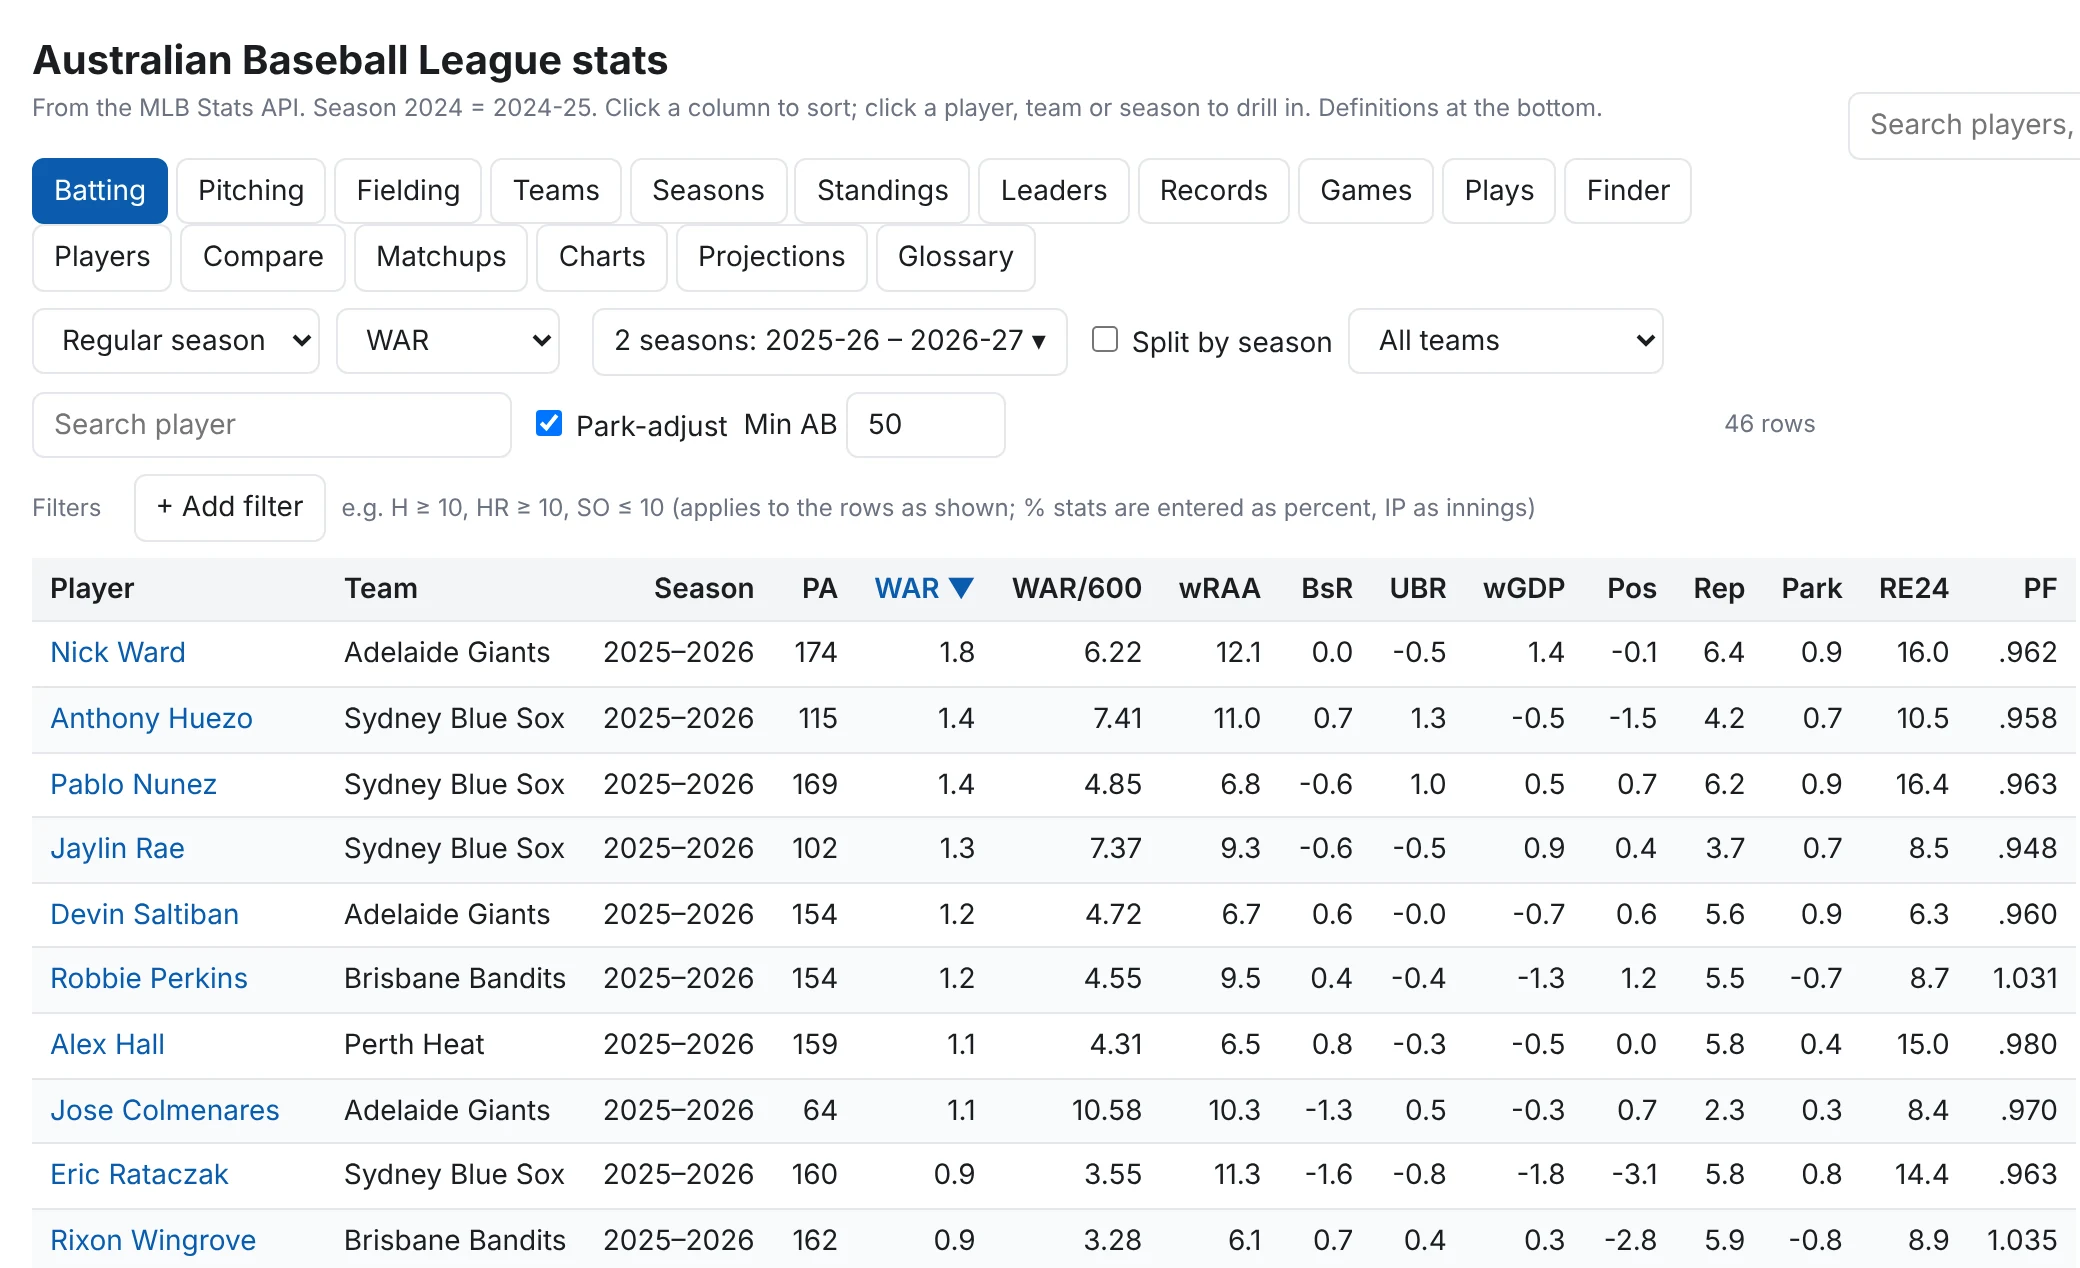 Australian Baseball League stats
From the MLB Stats API. Season 2024 = 2024-25. Click a column to sort; click a player, team or season to drill in. Definitions at the bottom.
Search players,
Batting Pitching Fielding Teams Seasons Standings Leaders Records Games Plays Finder
Players Compare Matchups Charts Projections Glossary
Regular season WAR 2 seasons: 2025-26 – 2026-27 ▾ Split by season All teams
Search player Park-adjust Min AB 50 46 rows
Filters + Add filter e.g. H ≥ 10, HR ≥ 10, SO ≤ 10 (applies to the rows as shown; % stats are entered as percent, IP as innings)
Player Team Season PA WAR ▼ WAR/600 wRAA BsR UBR wGDP Pos Rep Park RE24 PF
Nick Ward Adelaide Giants 2025–2026 174 1.8 6.22 12.1 0.0 -0.5 1.4 -0.1 6.4 0.9 16.0 .962
Anthony Huezo Sydney Blue Sox 2025–2026 115 1.4 7.41 11.0 0.7 1.3 -0.5 -1.5 4.2 0.7 10.5 .958
Pablo Nunez Sydney Blue Sox 2025–2026 169 1.4 4.85 6.8 -0.6 1.0 0.5 0.7 6.2 0.9 16.4 .963
Jaylin Rae Sydney Blue Sox 2025–2026 102 1.3 7.37 9.3 -0.6 -0.5 0.9 0.4 3.7 0.7 8.5 .948
Devin Saltiban Adelaide Giants 2025–2026 154 1.2 4.72 6.7 0.6 -0.0 -0.7 0.6 5.6 0.9 6.3 .960
Robbie Perkins Brisbane Bandits 2025–2026 154 1.2 4.55 9.5 0.4 -0.4 -1.3 1.2 5.5 -0.7 8.7 1.031
Alex Hall Perth Heat 2025–2026 159 1.1 4.31 6.5 0.8 -0.3 -0.5 0.0 5.8 0.4 15.0 .980
Jose Colmenares Adelaide Giants 2025–2026 64 1.1 10.58 10.3 -1.3 0.5 -0.3 0.7 2.3 0.3 8.4 .970
Eric Rataczak Sydney Blue Sox 2025–2026 160 0.9 3.55 11.3 -1.6 -0.8 -1.8 -3.1 5.8 0.8 14.4 .963
Rixon Wingrove Brisbane Bandits 2025–2026 162 0.9 3.28 6.1 0.7 0.4 0.3 -2.8 5.9 -0.8 8.9 1.035